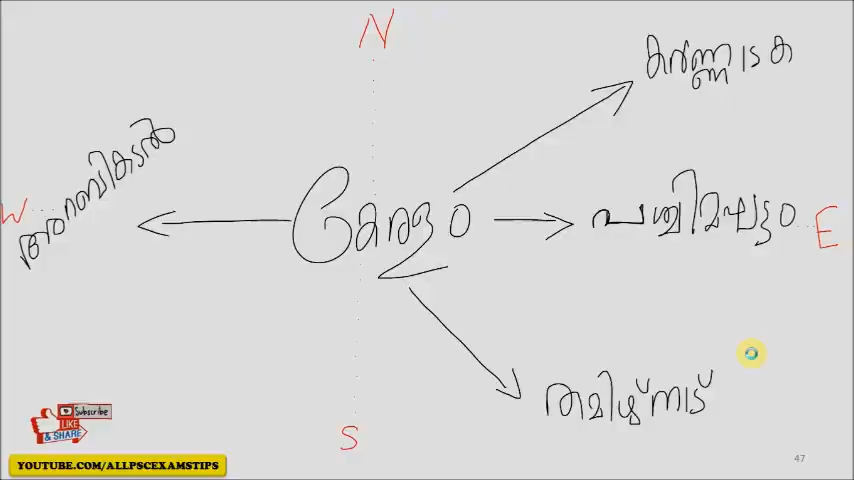 N
കർണ്ണാടക
അറബികടൽ
W
കേരളം
പശ്ചിമഘട്ടം
E
തമിഴ്നാട്
S
Subscribe
LIKE
& SHARE
YOUTUBE.COM/ALLPSCEXAMSTIPS
47